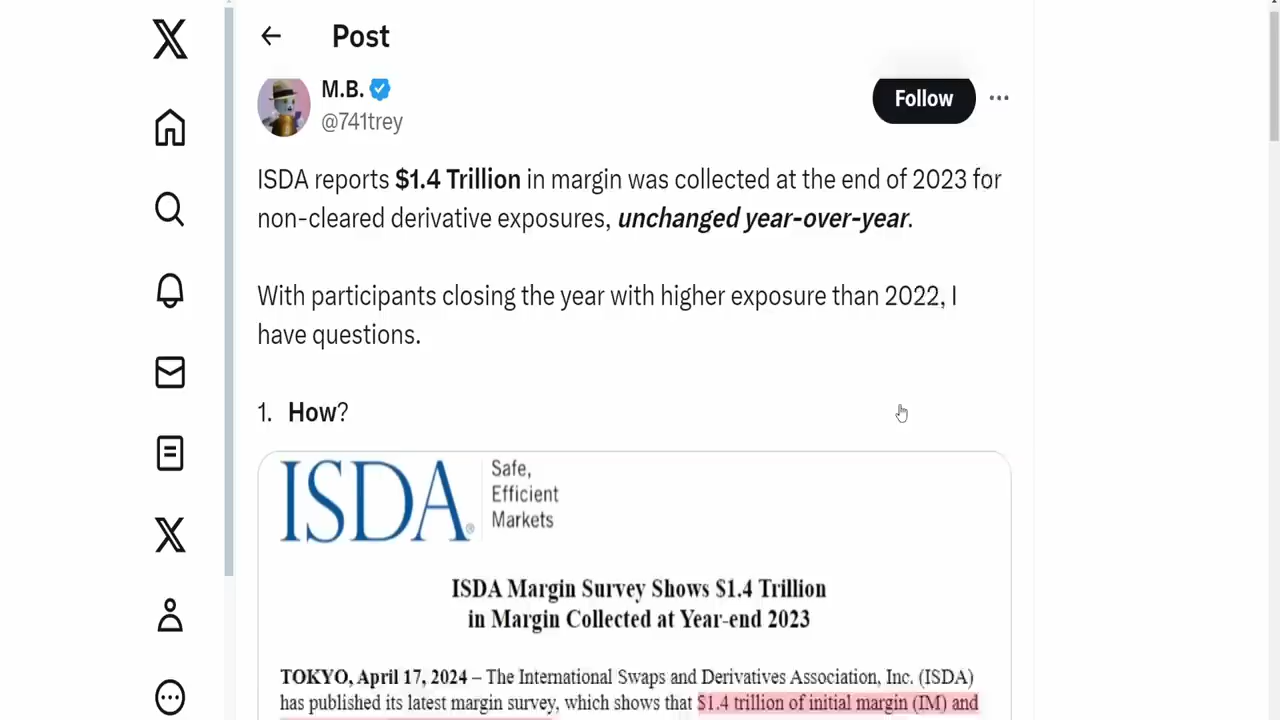 Post
M.B.
@741trey
Follow
ISDA reports $1.4 Trillion in margin was collected at the end of 2023 for
non-cleared derivative exposures, unchanged year-over-year.
With participants closing the year with higher exposure than 2022, I
have questions.
1. How?
ISDA®
Safe,
Efficient
Markets
ISDA Margin Survey Shows $1.4 Trillion
in Margin Collected at Year-end 2023
TOKYO, April 17, 2024 – The International Swaps and Derivatives Association, Inc. (ISDA)
has published its latest margin survey, which shows that $1.4 trillion of initial margin (IM) and